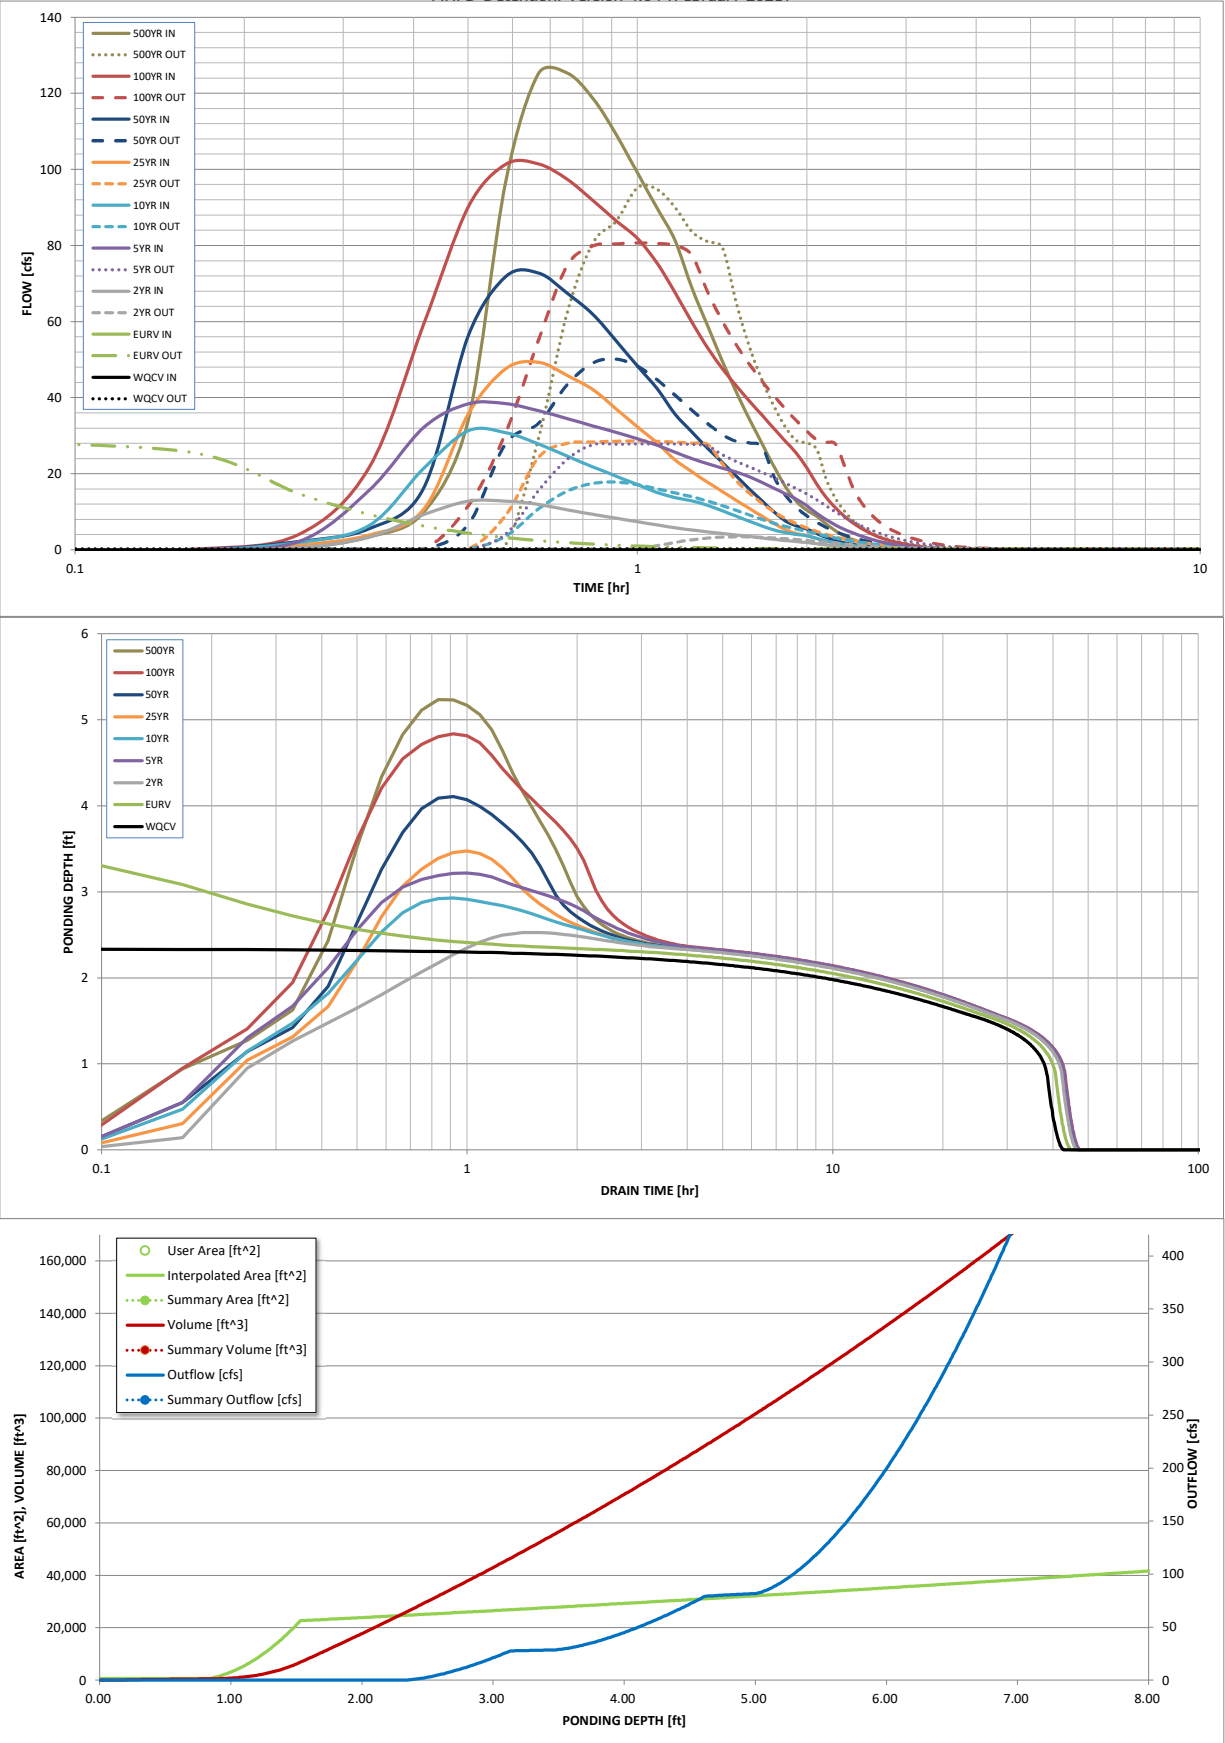 140
120
100
80
60
40
20
0
FLOW [cfs]
500YR IN
500YR OUT
100YR IN
100YR OUT
50YR IN
50YR OUT
25YR IN
25YR OUT
10YR IN
10YR OUT
5YR IN
5YR OUT
2YR IN
2YR OUT
EURV IN
EURV OUT
WQCV IN
WQCV OUT
0.1
1
10
TIME [hr]
6
5
4
3
2
1
0
PONDING DEPTH [ft]
500YR
100YR
50YR
25YR
10YR
5YR
2YR
EURV
WQCV
0.1
1
10
100
DRAIN TIME [hr]
User Area [ft^2]
Interpolated Area [ft^2]
Summary Area [ft^2]
Volume [ft^3]
Summary Volume [ft^3]
Outflow [cfs]
Summary Outflow [cfs]
160,000
140,000
120,000
100,000
80,000
60,000
40,000
20,000
0
AREA [ft^2], VOLUME [ft^3]
400
350
300
250
200
150
100
50
0
OUTFLOW [cfs]
0.00
1.00
2.00
3.00
4.00
5.00
6.00
7.00
8.00
PONDING DEPTH [ft]